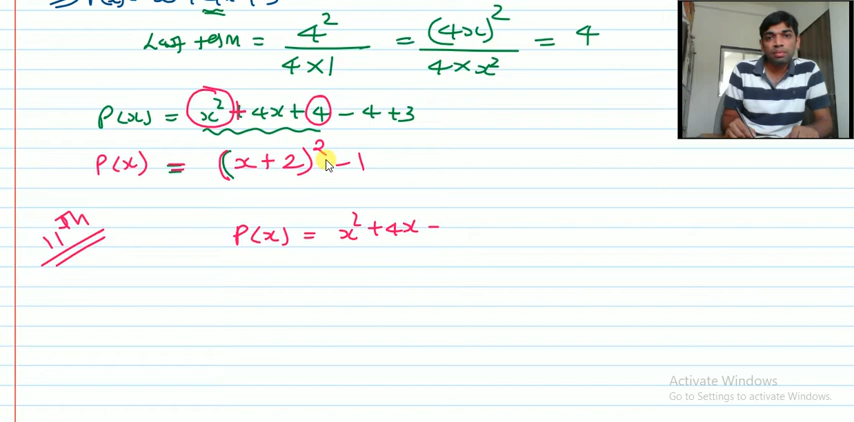 Last term = 4²/(4×1) = (4x)²/(4×x²) = 4
P(x) = x² + 4x + 4 - 4 + 3
P(x) = (x + 2)² - 1
11th
P(x) = x² + 4x -
Activate Windows
Go to Settings to activate Windows.